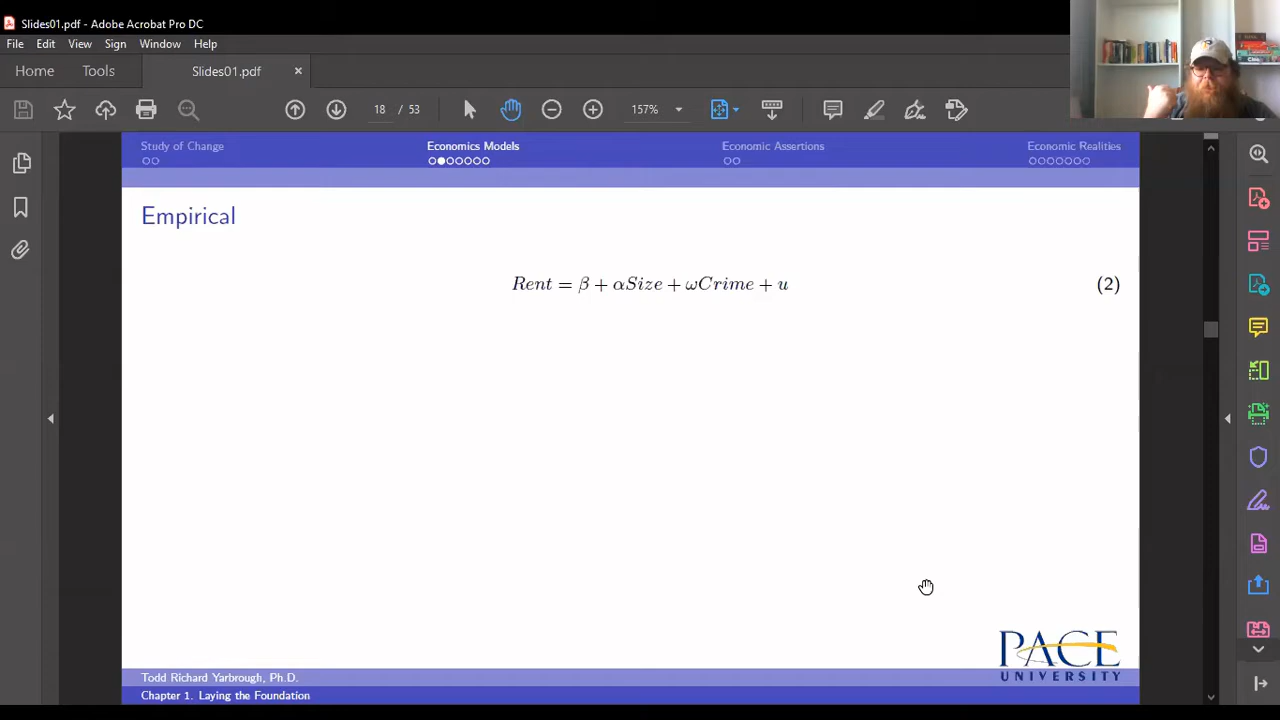 Slides01.pdf - Adobe Acrobat Pro DC
File Edit View Sign Window Help
Home Tools Slides01.pdf ×
18 / 53 157%
Study of Change Economics Models Economic Assertions Economic Realities
Empirical
Rent = β + αSize + ωCrime + u (2)
PACE
UNIVERSITY
Todd Richard Yarbrough, Ph.D.
Chapter 1. Laying the Foundation